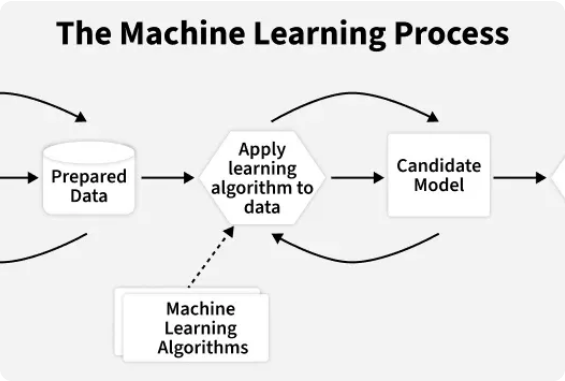 The Machine Learning Process
Prepared
Data
Apply
learning
algorithm to
data
Candidate
Model
Machine
Learning
Algorithms